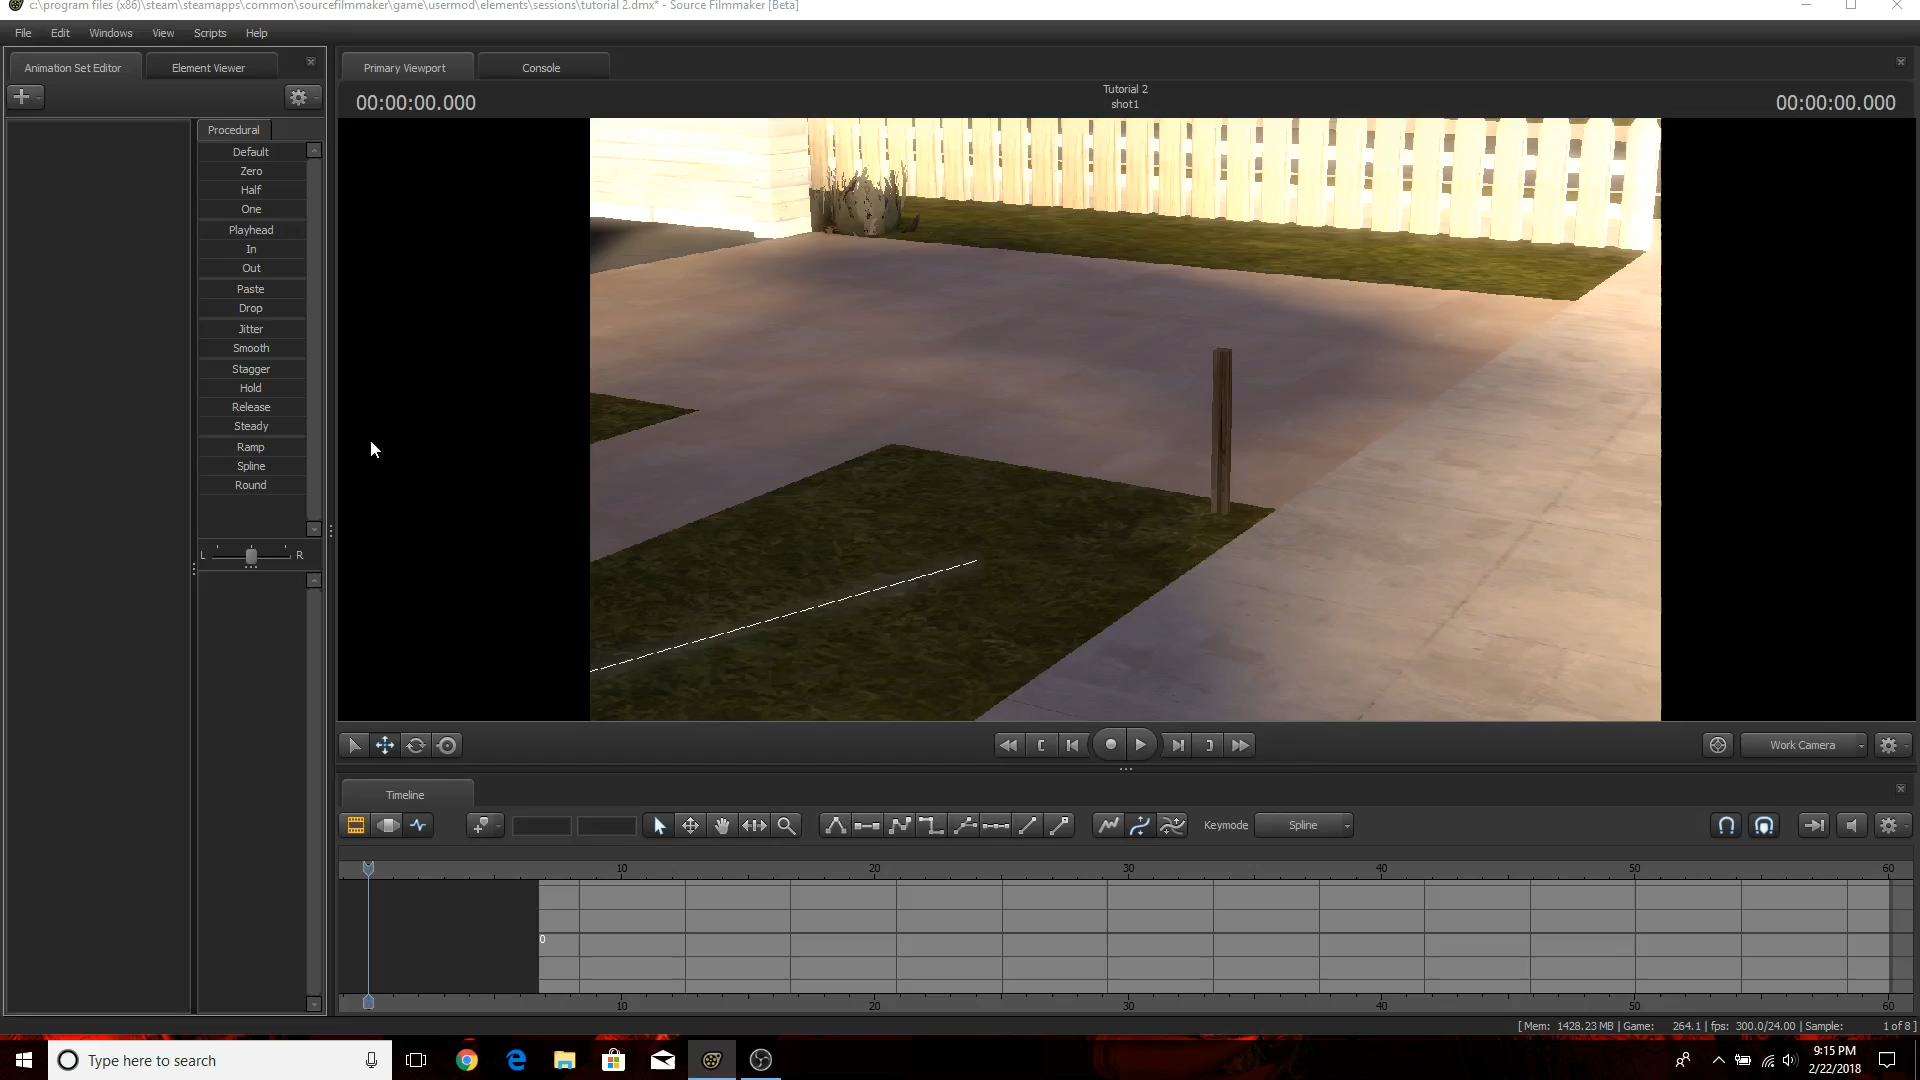 c:\program files (x86)\steam\steamapps\common\sourcefilmmaker\game\usermod\elements\sessions\tutorial 2.dmx* - Source Filmmaker [Beta]
File Edit Windows View Scripts Help
Animation Set Editor Element Viewer
Primary Viewport Console
00:00:00.000
Tutorial 2
shot1
00:00:00.000
Procedural
Default
Zero
Half
One
Playhead
In
Out
Paste
Drop
Jitter
Smooth
Stagger
Hold
Release
Steady
Ramp
Spline
Round
L R
Work Camera
Timeline
Keymode Spline
10 20 30 40 50 60
0
10 20 30 40 50 60
[ Mem: 1428.23 MB | Game: 264.1 | fps: 300.0/24.00 | Sample: 1 of 8 ]
Type here to search
9:15 PM
2/22/2018